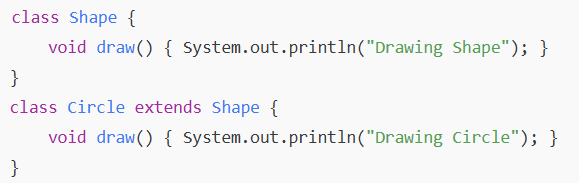 class Shape {
    void draw() { System.out.println("Drawing Shape"); }
}
class Circle extends Shape {
    void draw() { System.out.println("Drawing Circle"); }
}